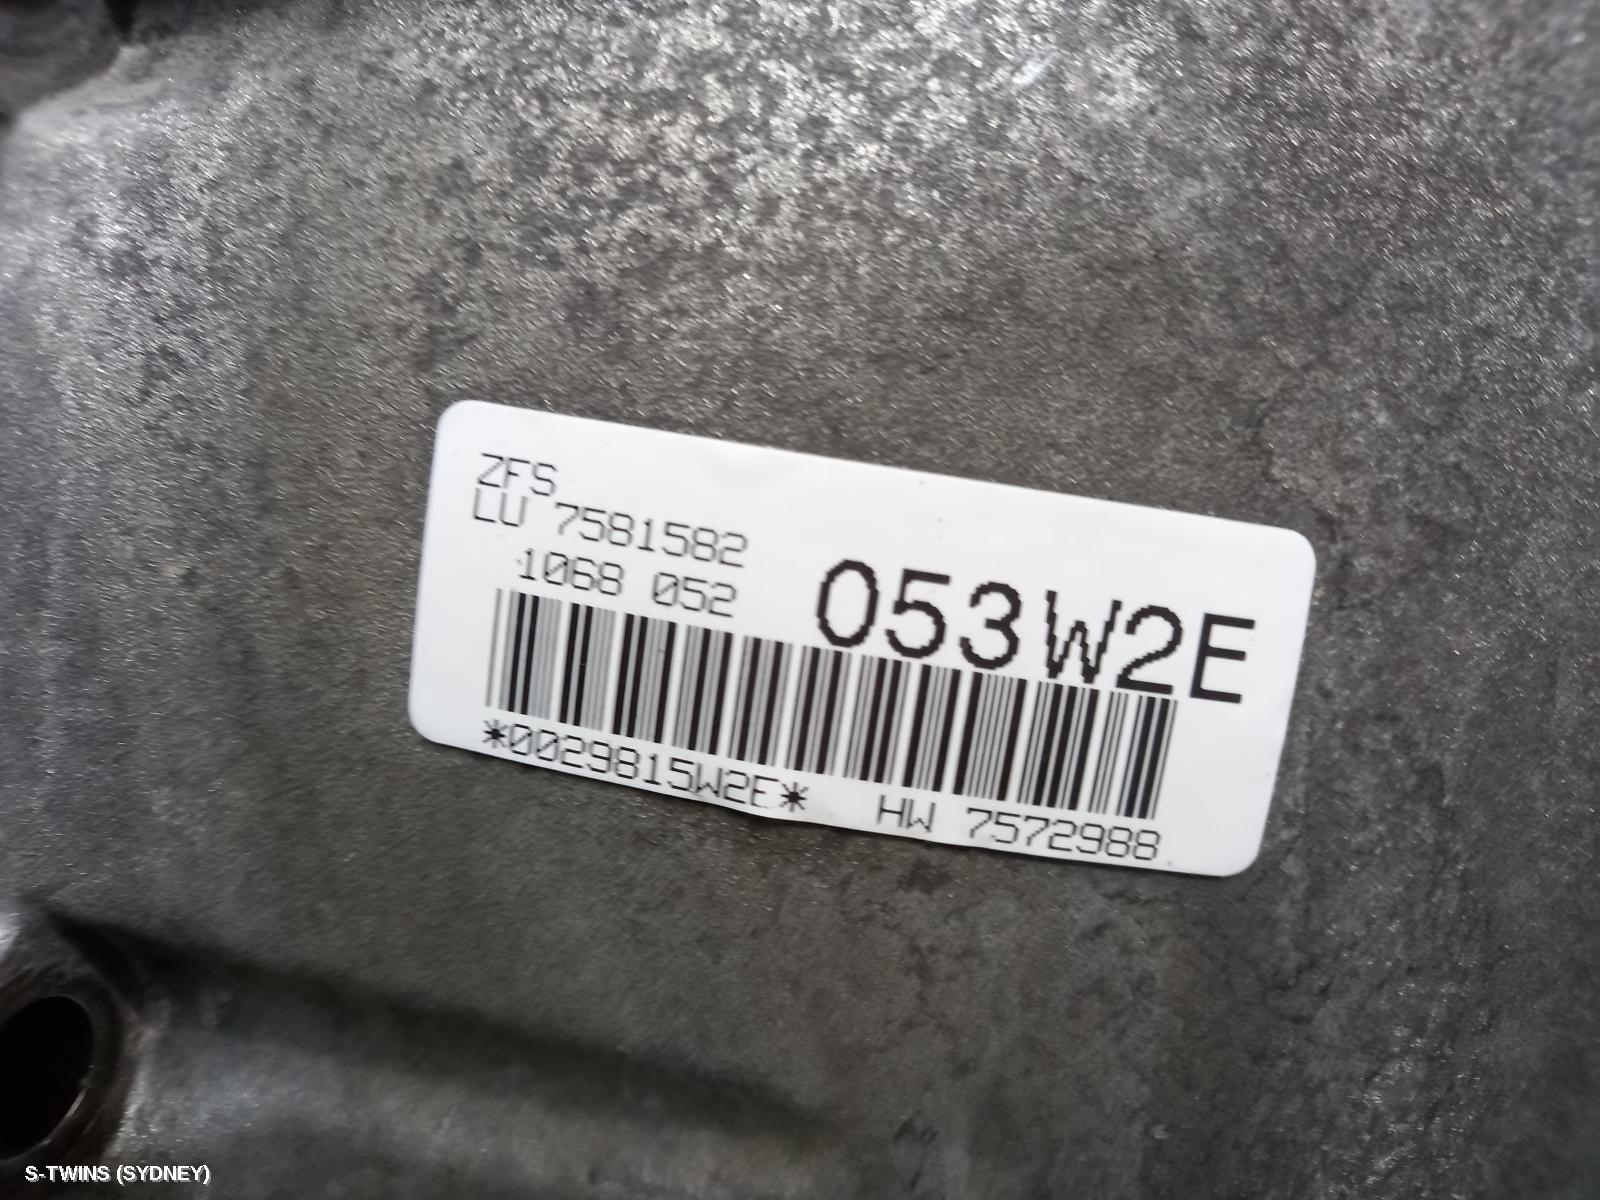 ZFS
LU 7581582
1068 052
053W2E
*0029815W2E* HW 7572988
S-TWINS (SYDNEY)